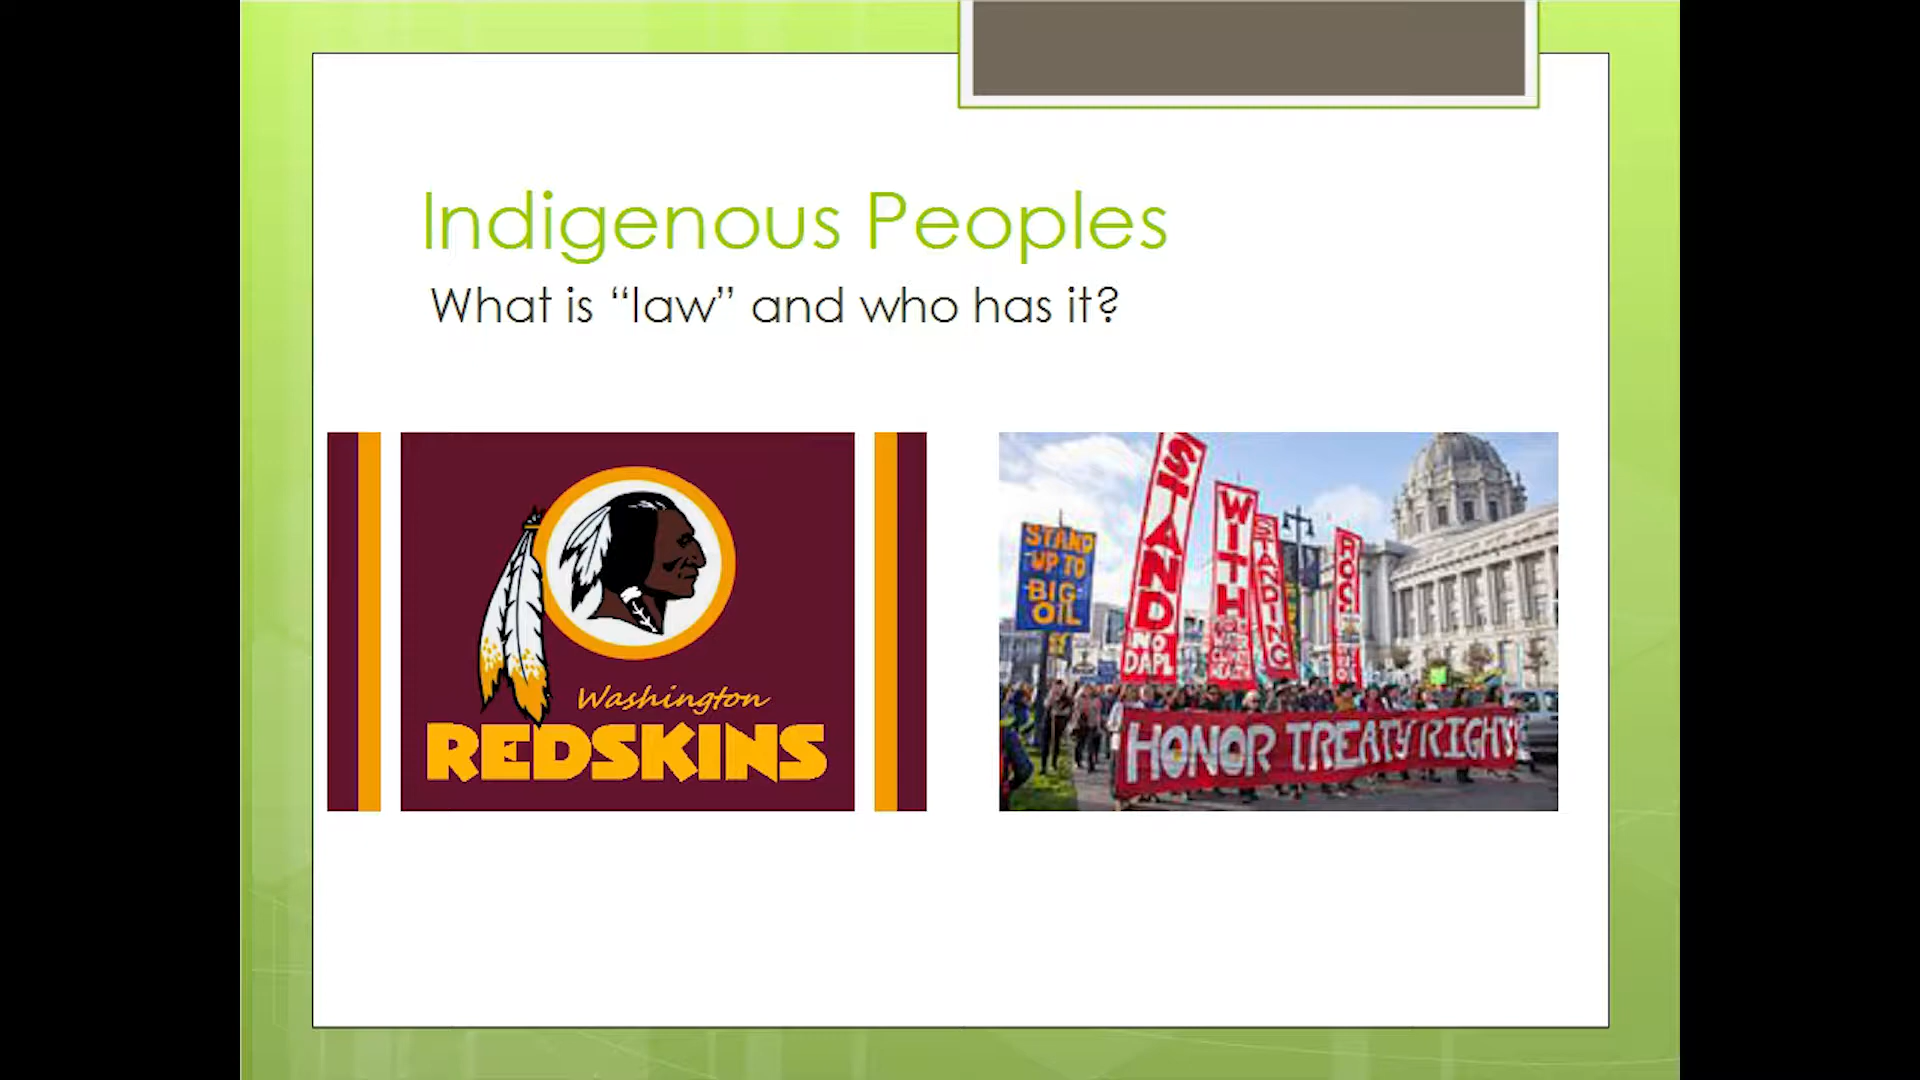 Indigenous Peoples
What is “law” and who has it?
Washington
REDSKINS
STAND
UP TO
BIG
OIL
STAND
NO
DAPL
WITH
STANDING
ROC
HONOR TREATY RIGHTS